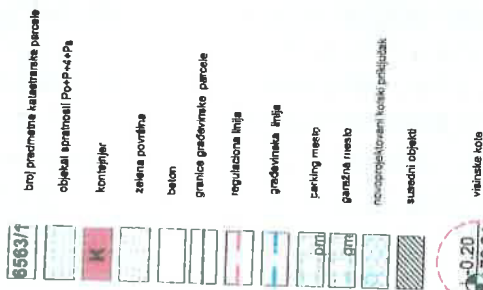 6563/1 broj predmetne katastarske parcele
objekat spratnosti Po+P+4+Ps
K kontejner
zelena površina
beton
granice građevinske parcele
regulaciona linija
građevinska linija
pm parking mesto
gm garažno mesto
novoprojektovani kolski priključak
susedni objekti
-0.20 visinske kote